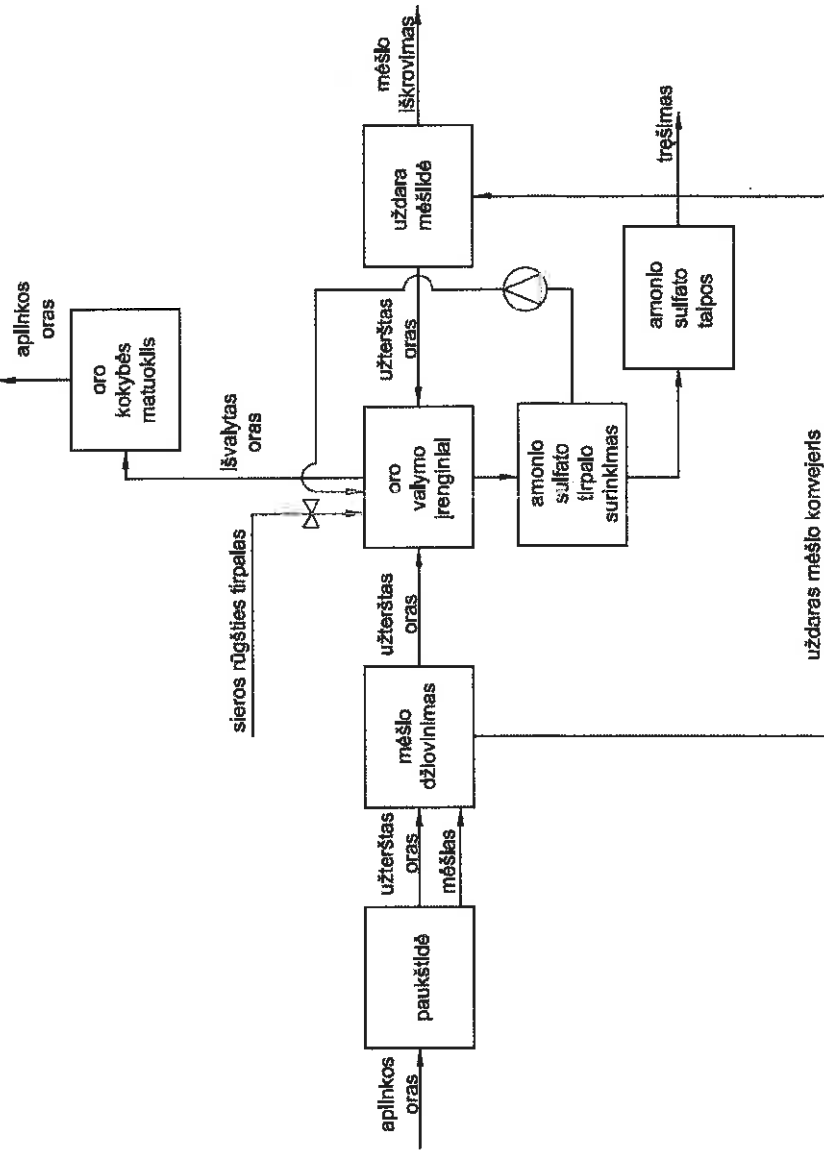 aplinkos
oras
paukštidė
užterštas
oras
mėšlas
mėšlo
džiovinimas
užterštas
oras
sieros rūgšties tirpalas
oro
valymo
įrenginiai
išvalytas
oras
oro
kokybės
matuoklis
aplinkos
oras
užterštas
oras
uždara
mėšlidė
mėšlo
iškrovimas
amonio
sulfato
tirpalo
surinkimas
amonio
sulfato
talpos
tręšimas
uždaras mėšlo konvejeris